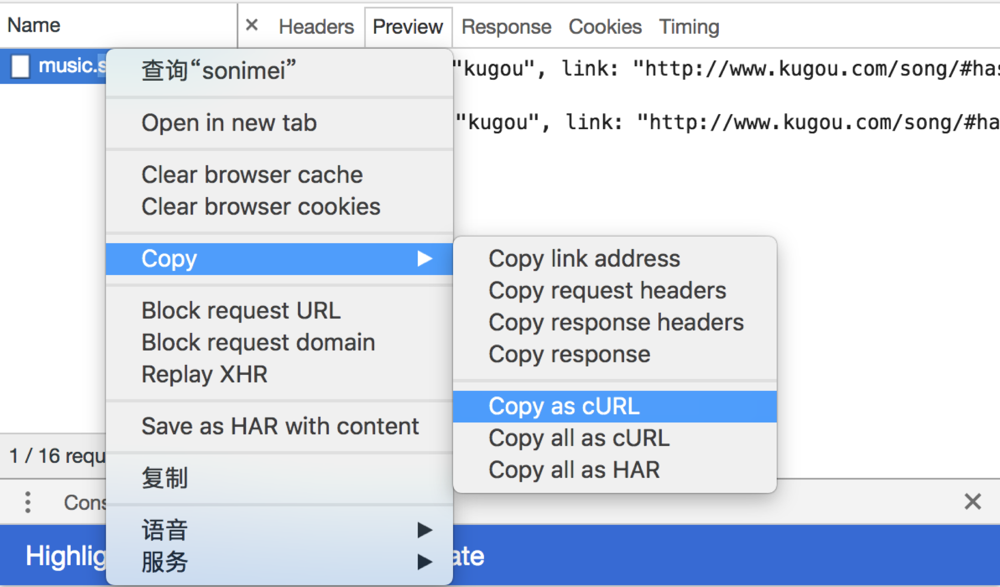 Name
× Headers Preview Response Cookies Timing
music.s
"kugou", link: "http://www.kugou.com/song/#has
"kugou", link: "http://www.kugou.com/song/#ha
查询“sonimei”
Open in new tab
Clear browser cache
Clear browser cookies
Copy
Block request URL
Block request domain
Replay XHR
Save as HAR with content
复制
语音
服务
Copy link address
Copy request headers
Copy response headers
Copy response
Copy as cURL
Copy all as cURL
Copy all as HAR
1 / 16 requ
Cons
Highlig
ate